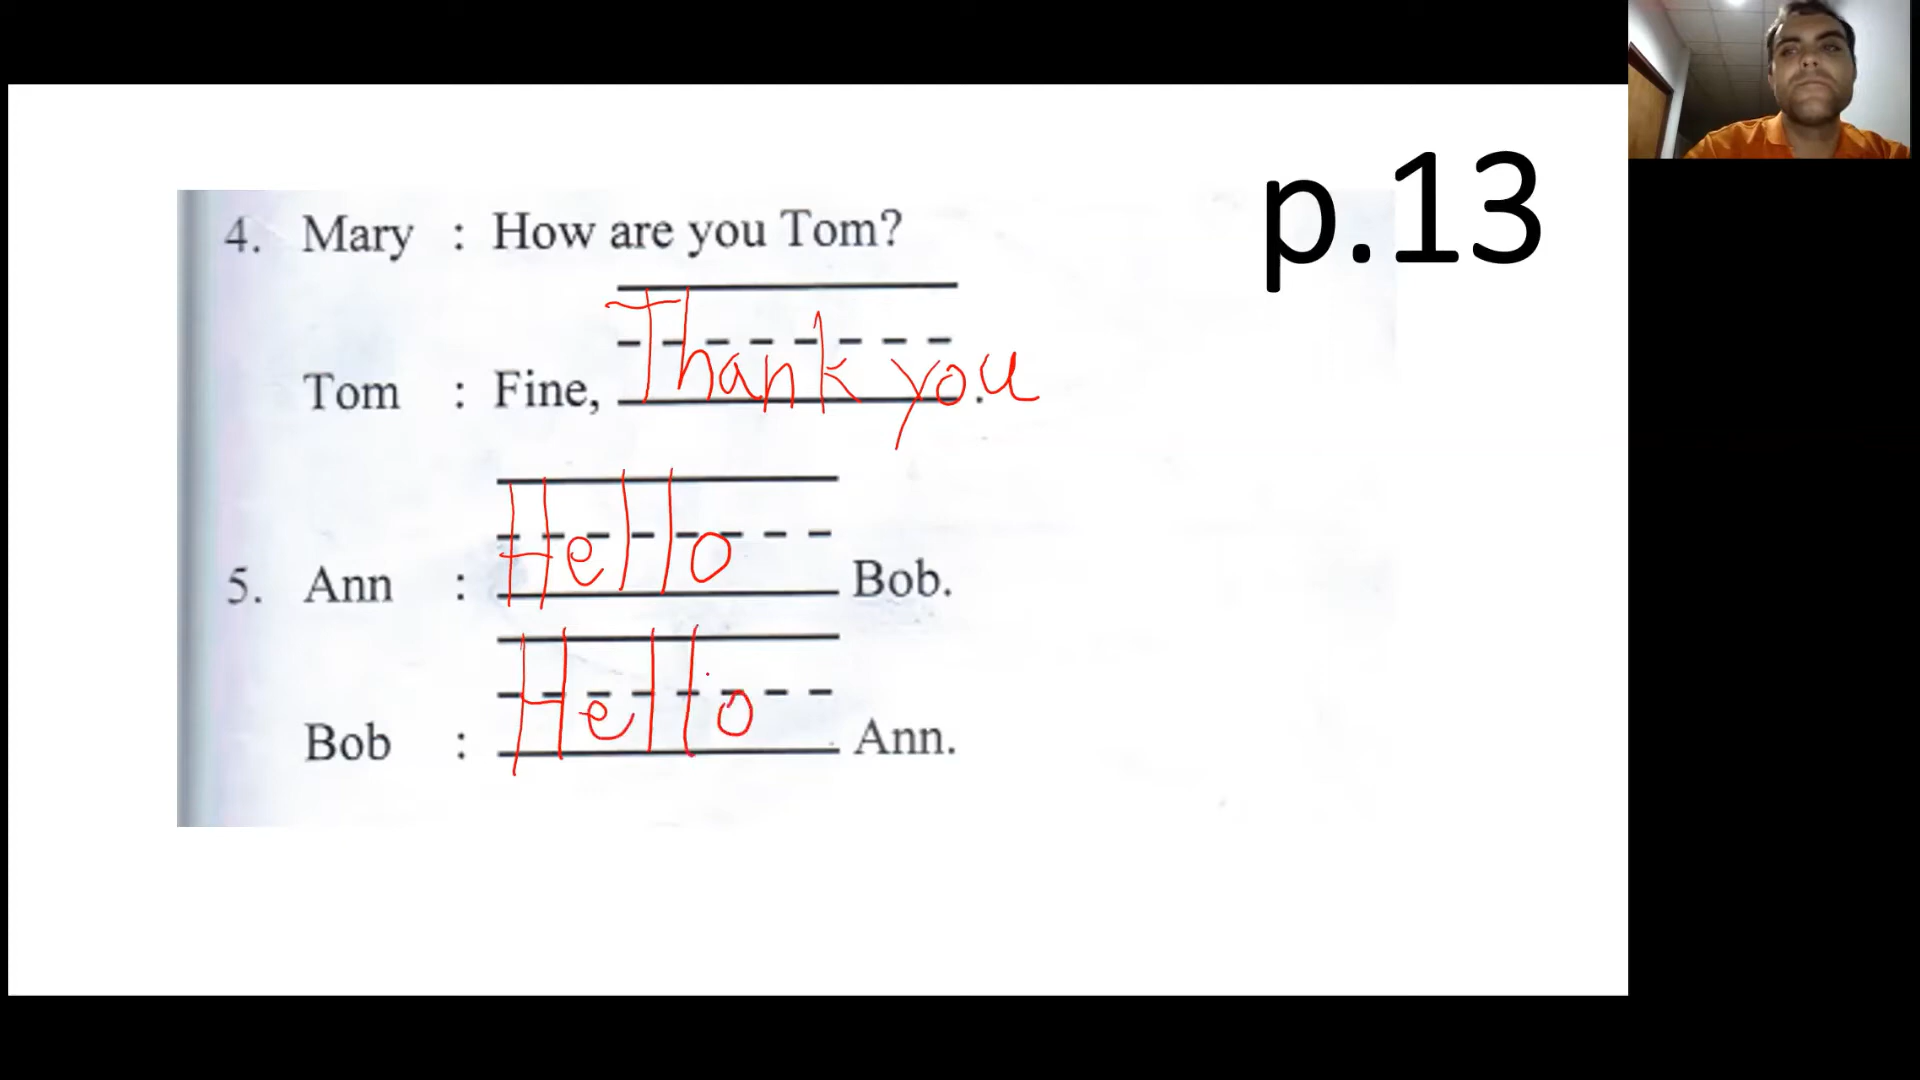 p.13
4. Mary : How are you Tom?
Tom : Fine, Thank you.
5. Ann : Hello Bob.
Bob : Hello Ann.